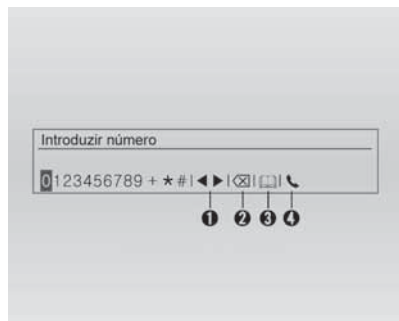 Introduzir número
0123456789 + * # | ◀ ▶ | ⌫ | 📖 | 📞
1 2 3 4